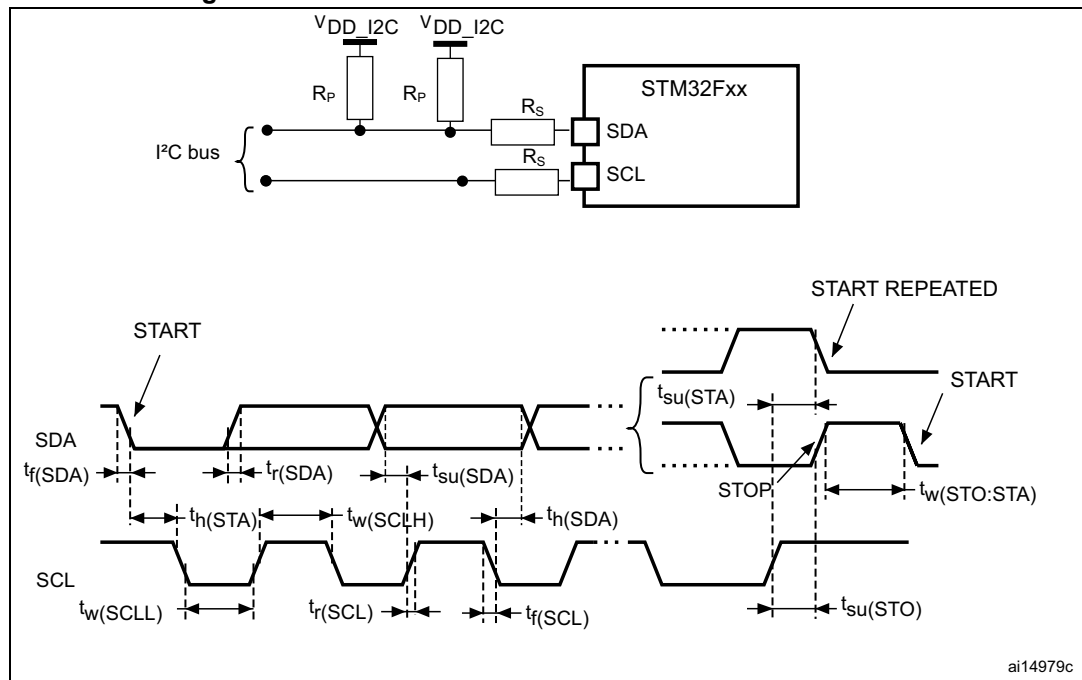 VDD_I2C VDD_I2C
STM32Fxx
RP RP RS
SDA
I²C bus
RS
SCL
START REPEATED
START
START
tsu(STA)
SDA
tf(SDA) tr(SDA) tsu(SDA)
STOP
tw(STO:STA)
th(STA) tw(SCLH) th(SDA)
SCL
tw(SCLL) tr(SCL) tf(SCL) tsu(STO)
ai14979c